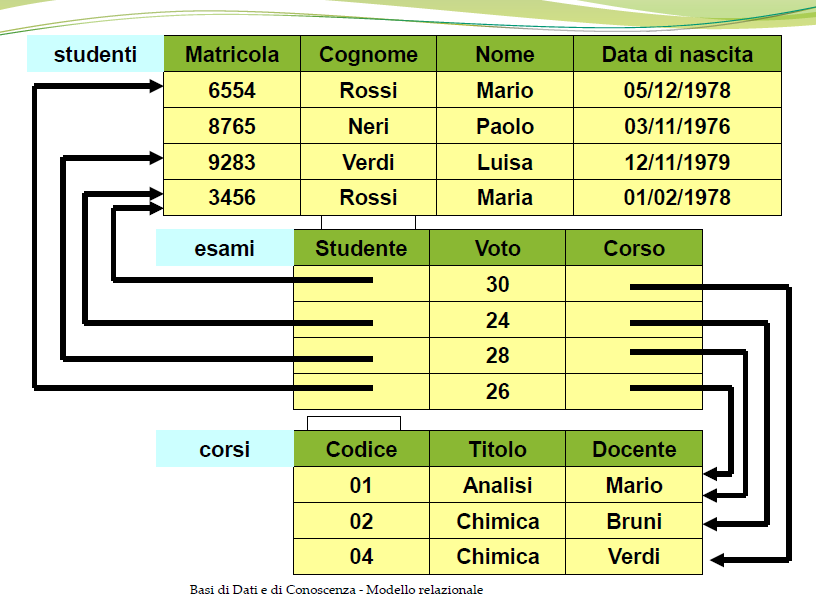 studenti Matricola Cognome Nome Data di nascita
6554 Rossi Mario 05/12/1978
8765 Neri Paolo 03/11/1976
9283 Verdi Luisa 12/11/1979
3456 Rossi Maria 01/02/1978
esami Studente Voto Corso
30
24
28
26
corsi Codice Titolo Docente
01 Analisi Mario
02 Chimica Bruni
04 Chimica Verdi
Basi di Dati e di Conoscenza - Modello relazionale